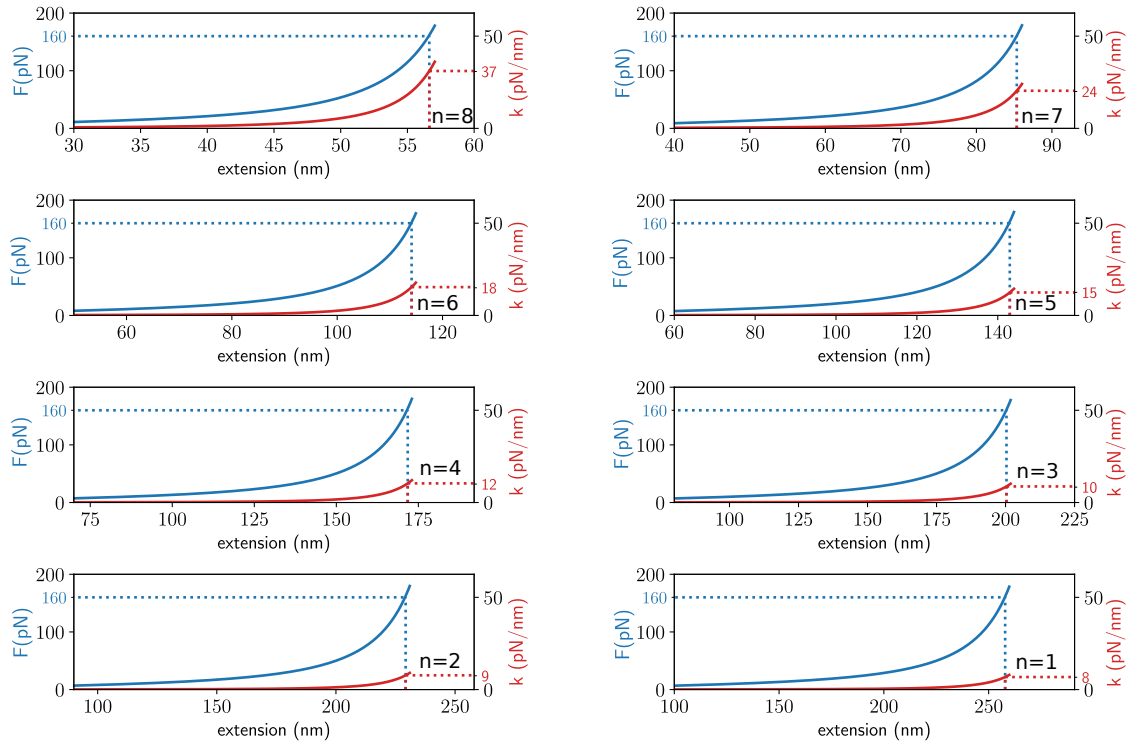 200
160
100
0
F(pN)
50
37
0
k (pN/nm)
n=8
30 35 40 45 50 55 60
extension (nm)
200
160
100
0
F(pN)
50
24
0
k (pN/nm)
n=7
40 50 60 70 80 90
extension (nm)
200
160
100
0
F(pN)
50
18
0
k (pN/nm)
n=6
60 80 100 120
extension (nm)
200
160
100
0
F(pN)
50
15
0
k (pN/nm)
n=5
60 80 100 120 140
extension (nm)
200
160
100
0
F(pN)
50
12
0
k (pN/nm)
n=4
75 100 125 150 175
extension (nm)
200
160
100
0
F(pN)
50
10
0
k (pN/nm)
n=3
100 125 150 175 200 225
extension (nm)
200
160
100
0
F(pN)
50
9
0
k (pN/nm)
n=2
100 150 200 250
extension (nm)
200
160
100
0
F(pN)
50
8
0
k (pN/nm)
n=1
100 150 200 250
extension (nm)